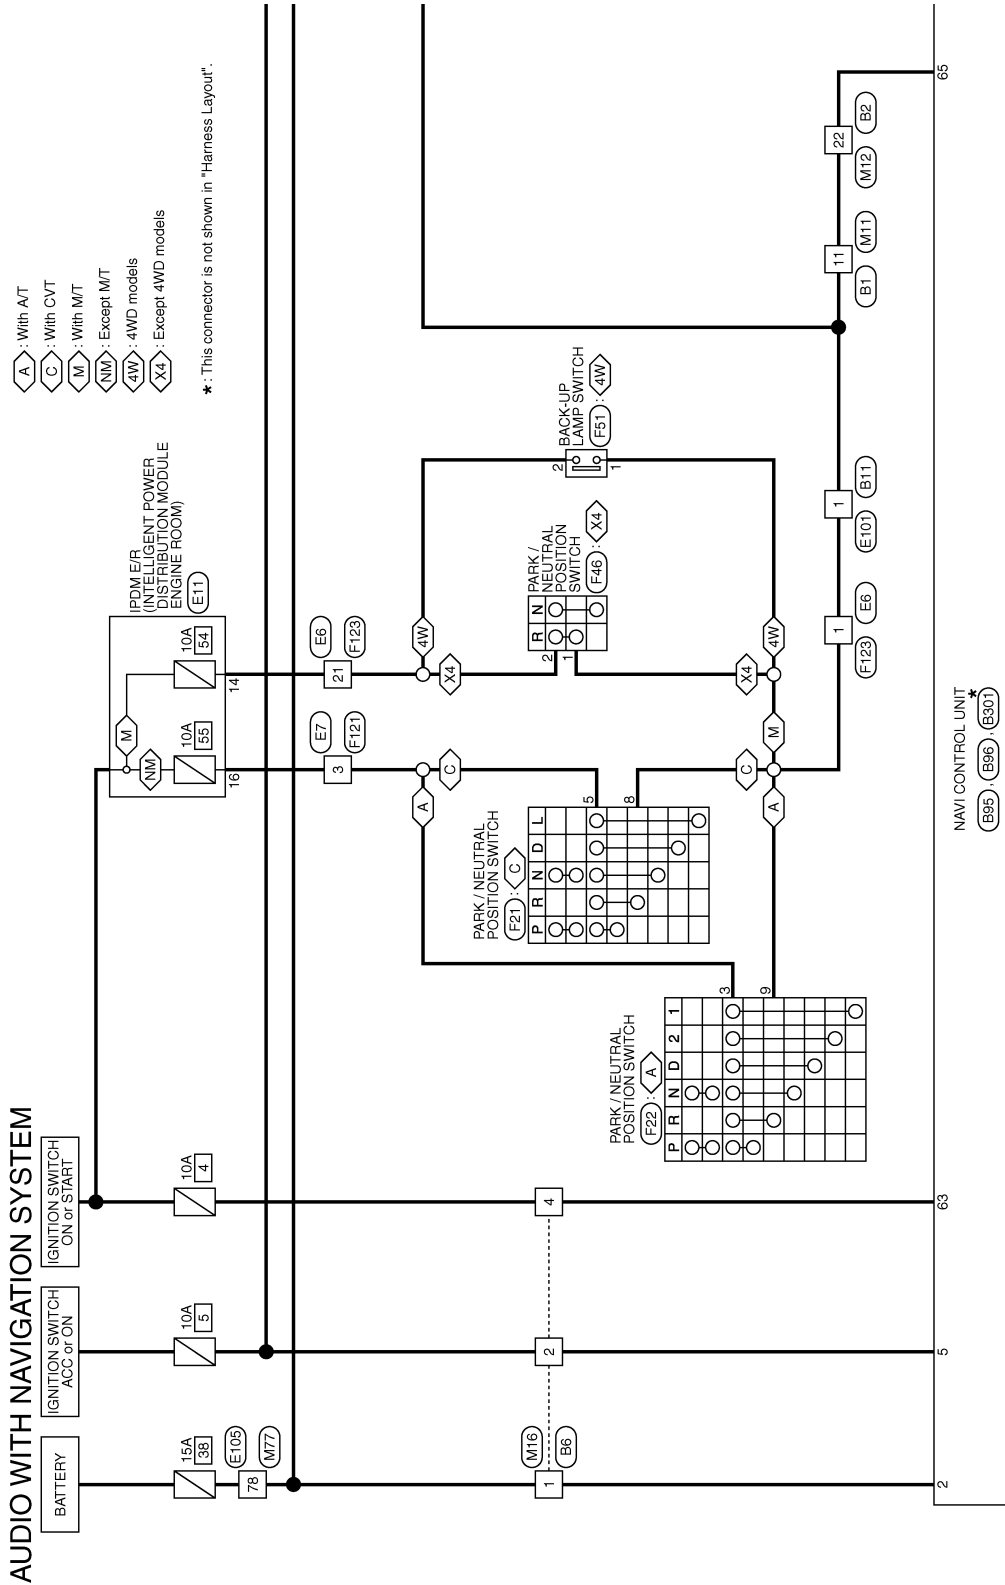 AUDIO WITH NAVIGATION SYSTEM
BATTERY
IGNITION SWITCH
ACC or ON
IGNITION SWITCH
ON or START
15A
38
10A
5
10A
4
78
E105
M77
1
M16
B6
2
4
2
5
63
IPDM E/R
(INTELLIGENT POWER
DISTRIBUTION MODULE
ENGINE ROOM)
E11
M
NM
10A
55
10A
54
16
14
3
E7
F121
21
E6
F123
A
C
X4
4W
PARK / NEUTRAL
POSITION SWITCH
F22 : A
P R N D 2 1
3
9
PARK / NEUTRAL
POSITION SWITCH
F21 : C
P R N D L
5
8
PARK /
NEUTRAL
POSITION
SWITCH
F46 : X4
R N
2
1
BACK-UP
LAMP SWITCH
F51 : 4W
2
1
A
C
M
X4
4W
1
F123
E6
1
E101
B11
11
B1
M11
22
M12
B2
65
NAVI CONTROL UNIT
B95 , B96 , B301 *
A : With A/T
C : With CVT
M : With M/T
NM : Except M/T
4W : 4WD models
X4 : Except 4WD models
* : This connector is not shown in "Harness Layout".